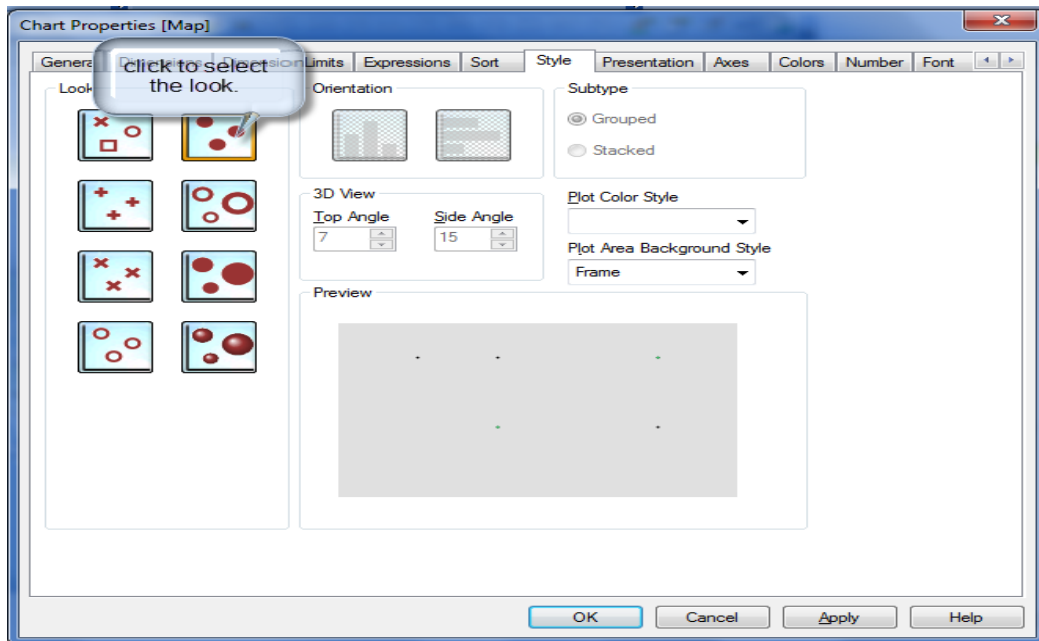 Chart Properties [Map]
General Dimensions Dimension Limits Expressions Sort Style Presentation Axes Colors Number Font
click to select
the look.
Look
Orientation
Subtype
Grouped
Stacked
3D View
Top Angle Side Angle
7 15
Plot Color Style
Plot Area Background Style
Frame
Preview
OK Cancel Apply Help